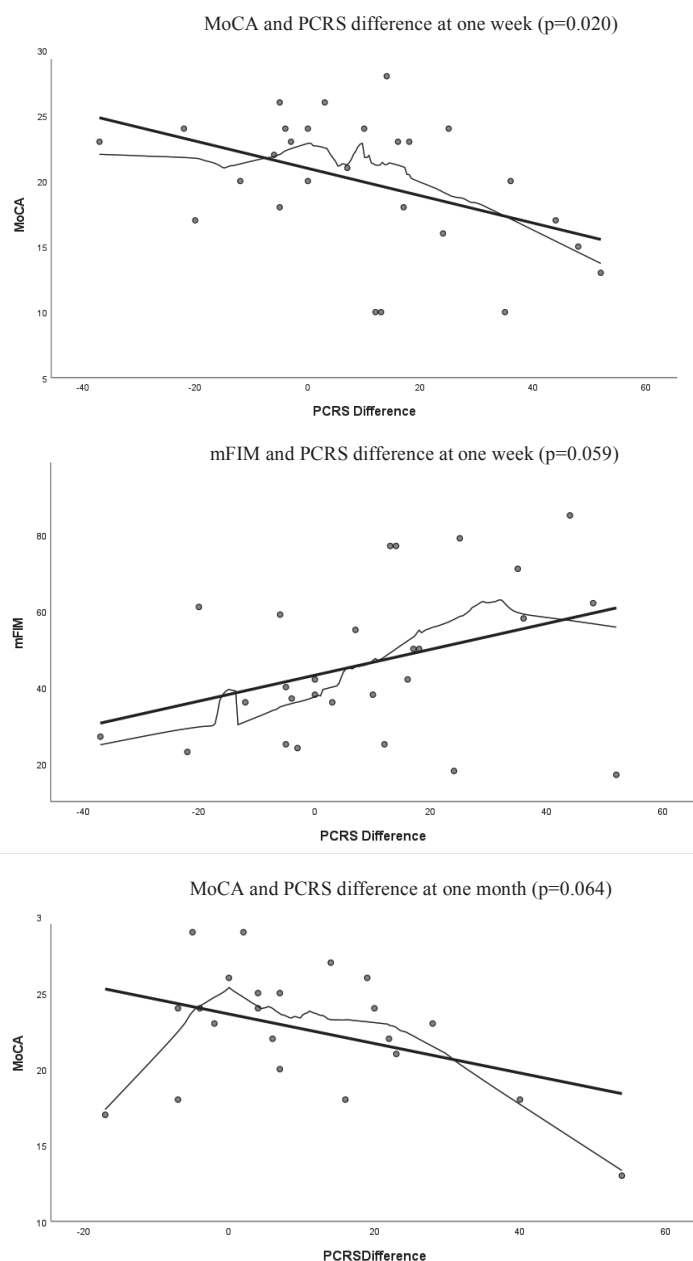 MoCA and PCRS difference at one week (p=0.020)
30
25
20
15
10
5
MoCA
-40 -20 0 20 40 60
PCRS Difference
mFIM and PCRS difference at one week (p=0.059)
80
60
40
20
mFIM
-40 -20 0 20 40 60
PCRS Difference
MoCA and PCRS difference at one month (p=0.064)
3
25
20
15
10
MoCA
-20 0 20 40 60
PCRSDifference